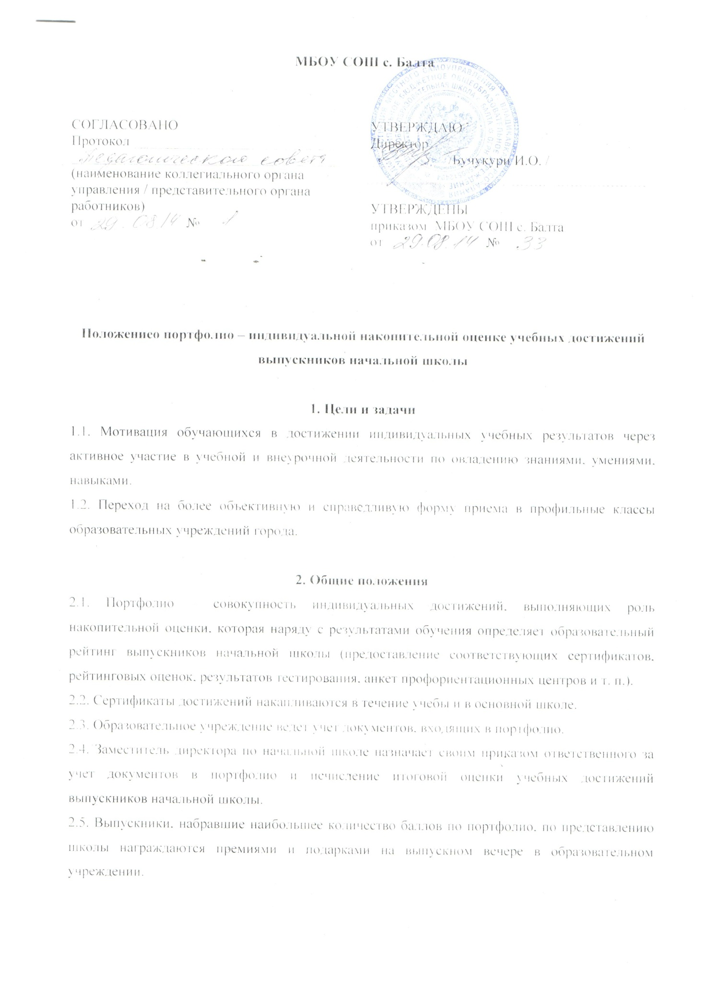 МБОУ СОШ с. Балта
СОГЛАСОВАНО
Протокол
Педагогического совета
(наименование коллегиального органа
управления / представительного органа
работников)
от 29.08.14 № 1
УТВЕРЖДАЮ
Директор
/Бучукури И.О. /
УТВЕРЖДЕНЫ
приказом МБОУ СОШ с. Балта
от 29.08.14 № 33
Положениео портфолио – индивидуальной накопительной оценке учебных достижений
выпускников начальной школы
1. Цели и задачи
1.1. Мотивация обучающихся в достижении индивидуальных учебных результатов через
активное участие в учебной и внеурочной деятельности по овладению знаниями, умениями,
навыками.
1.2. Переход на более объективную и справедливую форму приема в профильные классы
образовательных учреждений города.
2. Общие положения
2.1. Портфолио совокупность индивидуальных достижений, выполняющих роль
накопительной оценки, которая наряду с результатами обучения определяет образовательный
рейтинг выпускников начальной школы (предоставление соответствующих сертификатов,
рейтинговых оценок, результатов тестирования, анкет профориентационных центров и т. п.).
2.2. Сертификаты достижений накапливаются в течение учебы и в основной школе.
2.3. Образовательное учреждение ведет учет документов, входящих в портфолио.
2.4. Заместитель директора по начальной школе назначает своим приказом ответственного за
учет документов в портфолио и исчисление итоговой оценки учебных достижений
выпускников начальной школы.
2.5. Выпускники, набравшие наибольшее количество баллов по портфолио, по представлению
школы награждаются премиями и подарками на выпускном вечере в образовательном
учреждении.